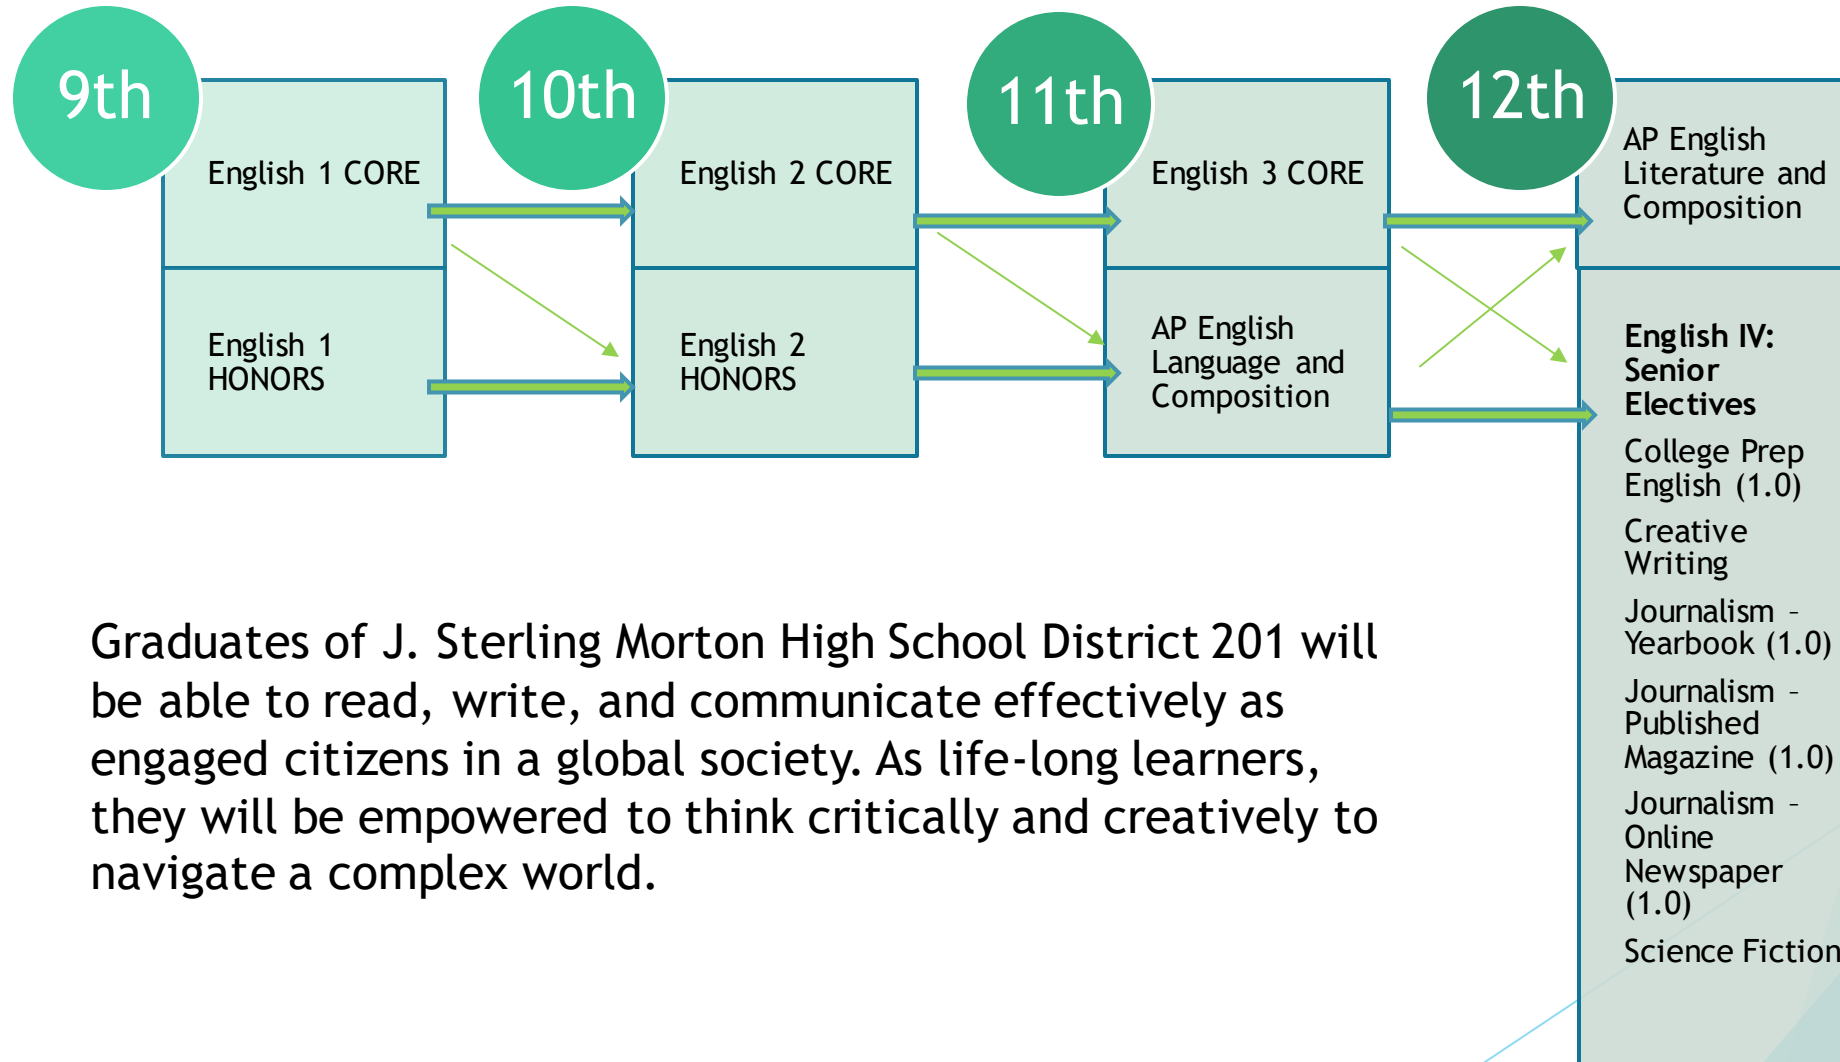 9th
English 1 CORE
English 1
HONORS
10th
English 2 CORE
English 2
HONORS
11th
English 3 CORE
AP English
Language and
Composition
12th
AP English
Literature and
Composition
English IV:
Senior
Electives
College Prep
English (1.0)
Creative
Writing
Journalism –
Yearbook (1.0)
Journalism –
Published
Magazine (1.0)
Journalism –
Online
Newspaper
(1.0)
Science Fiction
Graduates of J. Sterling Morton High School District 201 will
be able to read, write, and communicate effectively as
engaged citizens in a global society. As life-long learners,
they will be empowered to think critically and creatively to
navigate a complex world.